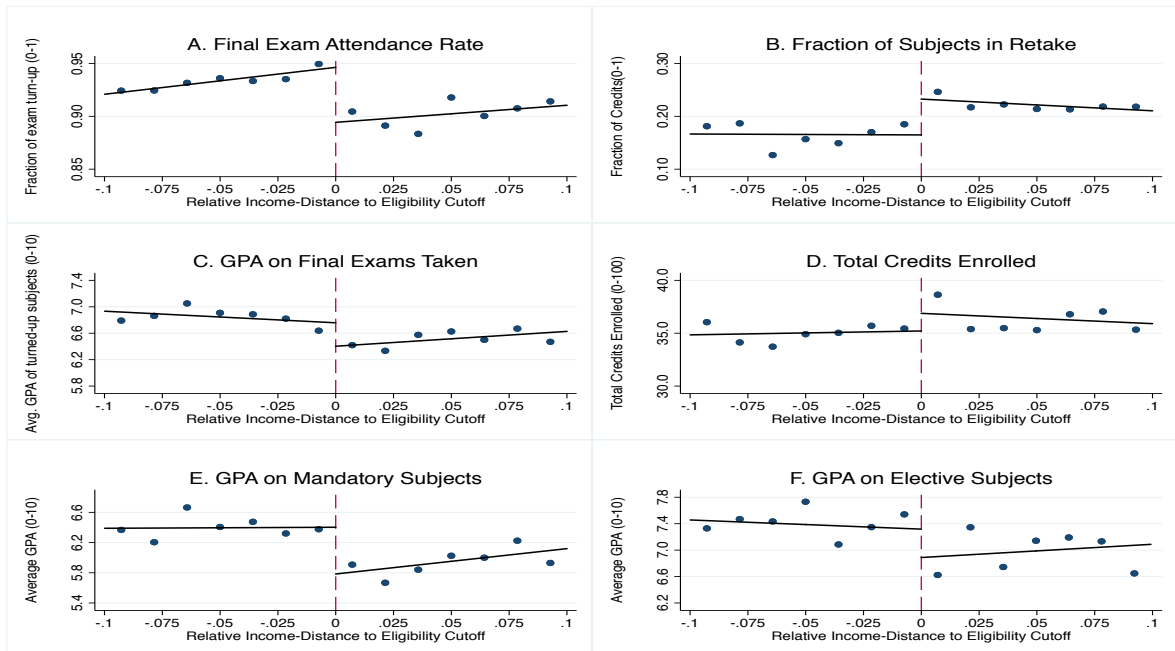 A. Final Exam Attendance Rate
Fraction of exam turn-up (0-1)
0.95
0.90
0.85
-.1 -.075 -.05 -.025 0 .025 .05 .075 .1
Relative Income-Distance to Eligibility Cutoff
B. Fraction of Subjects in Retake
Fraction of Credits(0-1)
0.30
0.20
0.10
-.1 -.075 -.05 -.025 0 .025 .05 .075 .1
Relative Income-Distance to Eligibility Cutoff
C. GPA on Final Exams Taken
Avg. GPA of turned-up subjects (0-10)
7.4
7.0
6.6
6.2
5.8
-.1 -.075 -.05 -.025 0 .025 .05 .075 .1
Relative Income-Distance to Eligibility Cutoff
D. Total Credits Enrolled
Total Credits Enrolled (0-100)
40.0
35.0
30.0
-.1 -.075 -.05 -.025 0 .025 .05 .075 .1
Relative Income-Distance to Eligibility Cutoff
E. GPA on Mandatory Subjects
Average GPA (0-10)
6.6
6.2
5.8
5.4
-.1 -.075 -.05 -.025 0 .025 .05 .075 .1
Relative Income-Distance to Eligibility Cutoff
F. GPA on Elective Subjects
Average GPA (0-10)
7.8
7.4
7.0
6.6
6.2
-.1 -.075 -.05 -.025 0 .025 .05 .075 .1
Relative Income-Distance to Eligibility Cutoff